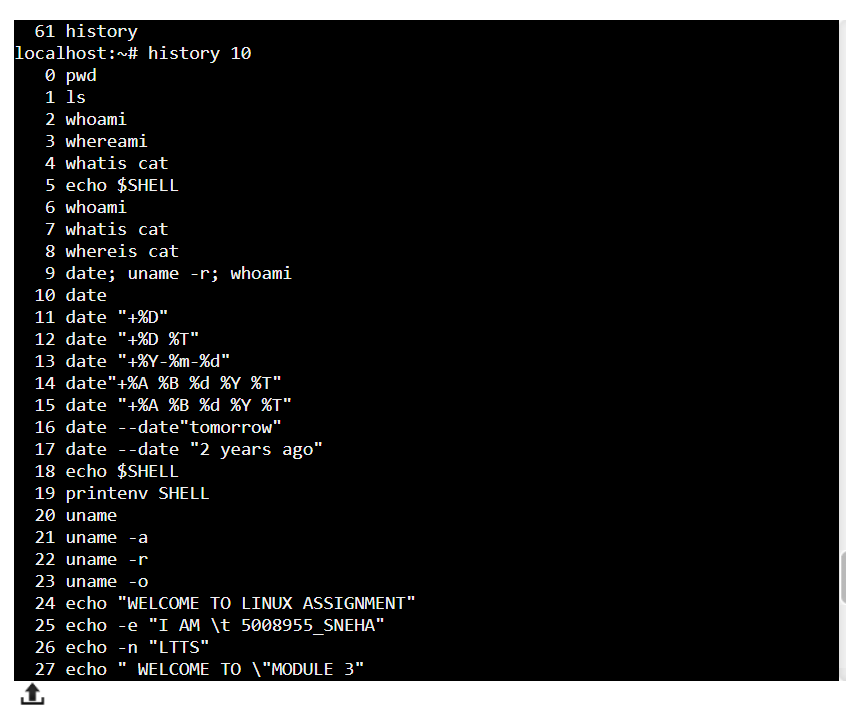 61 history
localhost:~# history 10
0 pwd
1 ls
2 whoami
3 whereami
4 whatis cat
5 echo $SHELL
6 whoami
7 whatis cat
8 whereis cat
9 date; uname -r; whoami
10 date
11 date "+%D"
12 date "+%D %T"
13 date "+%Y-%m-%d"
14 date"+%A %B %d %Y %T"
15 date "+%A %B %d %Y %T"
16 date --date"tomorrow"
17 date --date "2 years ago"
18 echo $SHELL
19 printenv SHELL
20 uname
21 uname -a
22 uname -r
23 uname -o
24 echo "WELCOME TO LINUX ASSIGNMENT"
25 echo -e "I AM \t 5008955_SNEHA"
26 echo -n "LTTS"
27 echo " WELCOME TO \"MODULE 3"